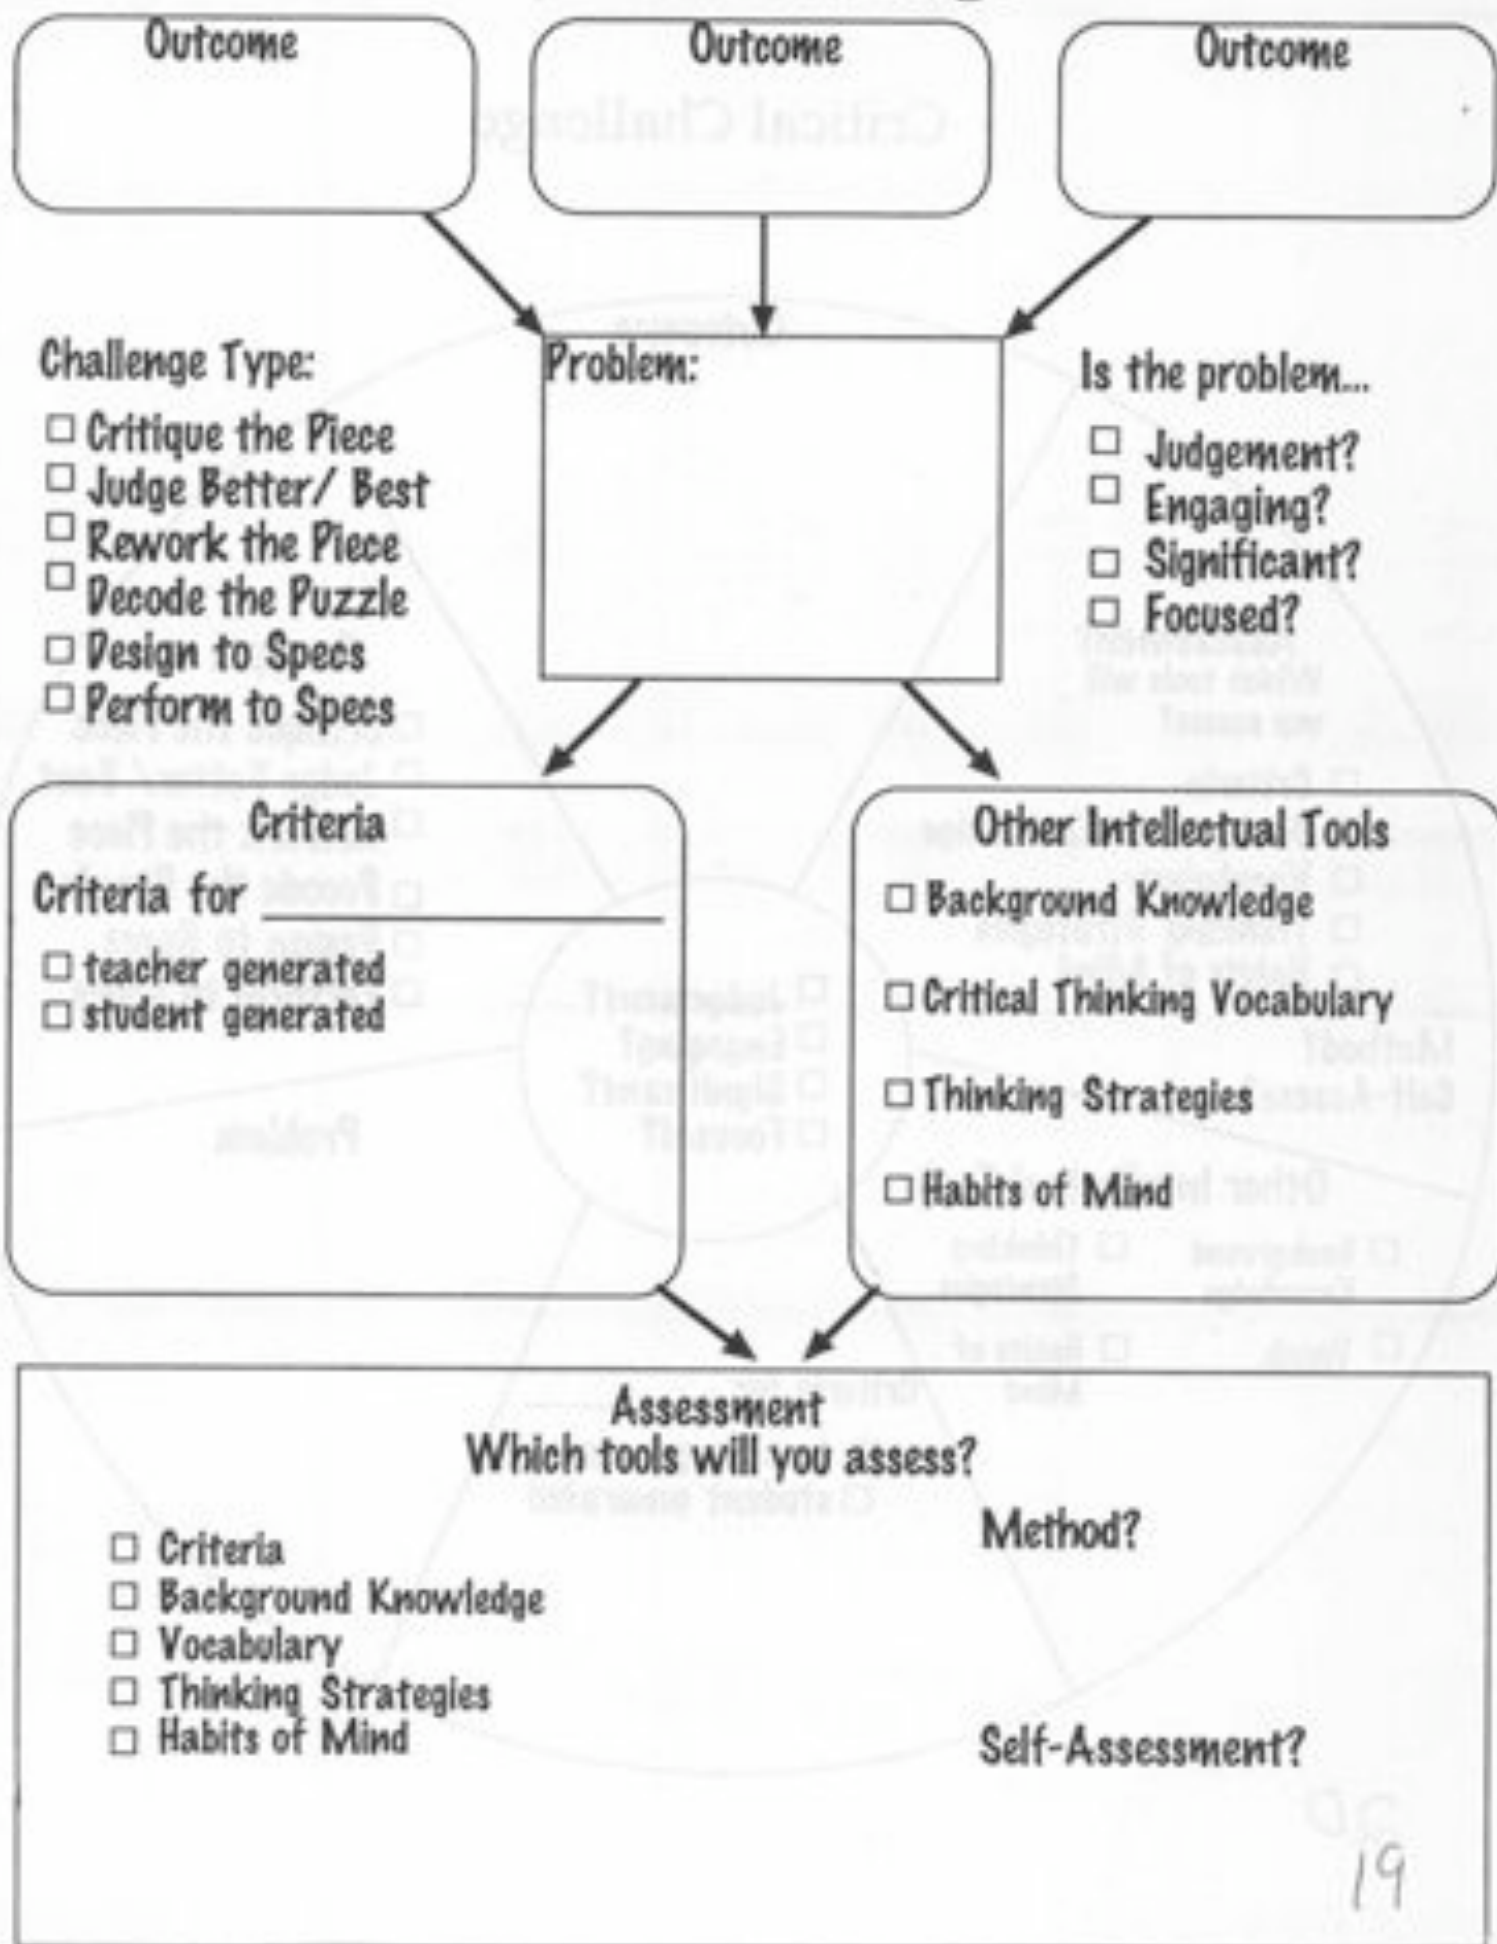 Outcome
Outcome
Outcome
Challenge Type:
☐ Critique the Piece
☐ Judge Better/ Best
☐ Rework the Piece
☐ Decode the Puzzle
☐ Design to Specs
☐ Perform to Specs
Problem:
Is the problem...
☐ Judgement?
☐ Engaging?
☐ Significant?
☐ Focused?
Criteria
Criteria for ____________
☐ teacher generated
☐ student generated
Other Intellectual Tools
☐ Background Knowledge
☐ Critical Thinking Vocabulary
☐ Thinking Strategies
☐ Habits of Mind
Assessment
Which tools will you assess?
☐ Criteria
☐ Background Knowledge
☐ Vocabulary
☐ Thinking Strategies
☐ Habits of Mind
Method?
Self-Assessment?
19